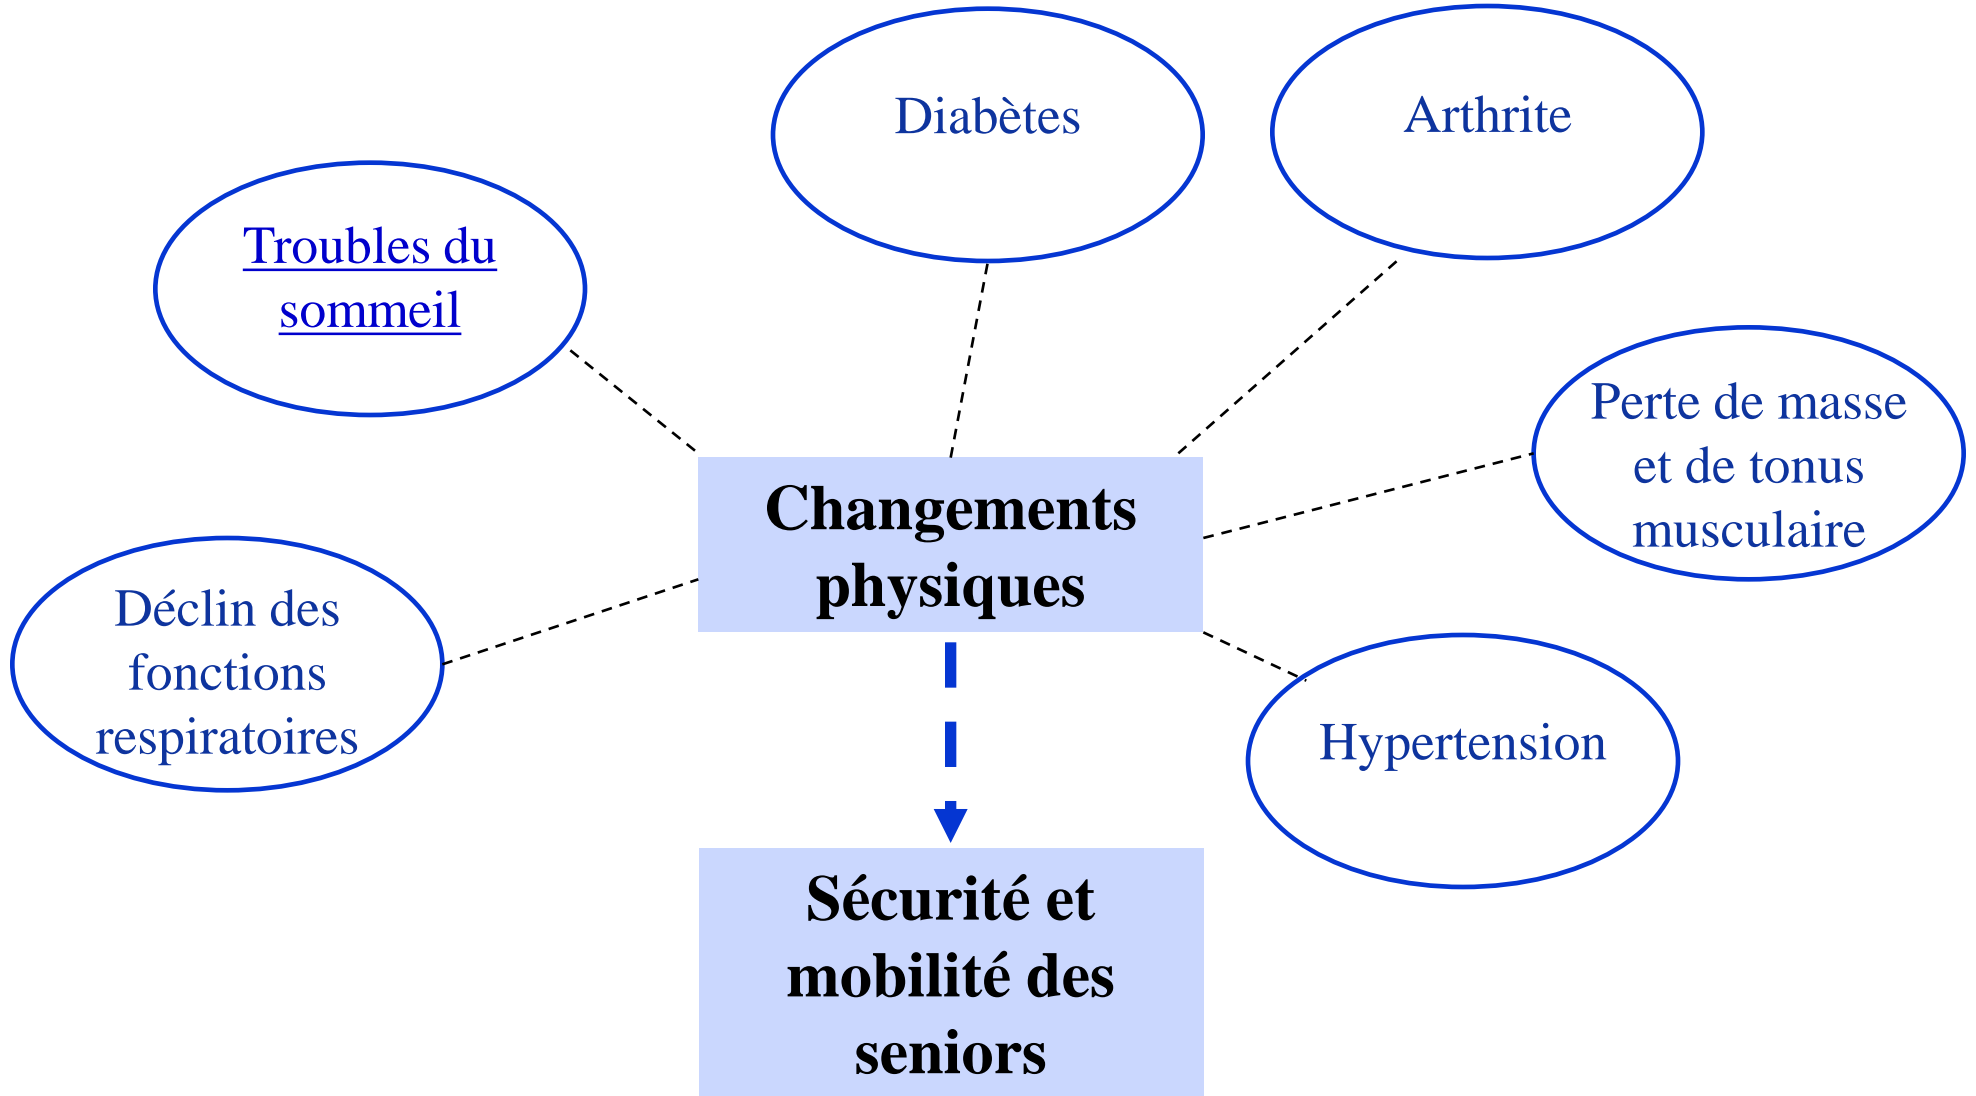 Diabètes
Arthrite
Troubles du
sommeil
Perte de masse
et de tonus
musculaire
Changements
physiques
Déclin des
fonctions
respiratoires
Hypertension
Sécurité et
mobilité des
seniors